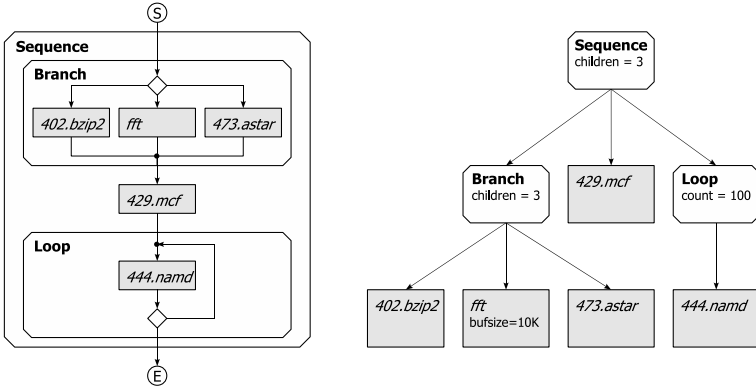 S
Sequence
Branch
402.bzip2
fft
473.astar
429.mcf
Loop
444.namd
E
Sequence
children = 3
Branch
children = 3
429.mcf
Loop
count = 100
402.bzip2
fft
bufsize=10K
473.astar
444.namd